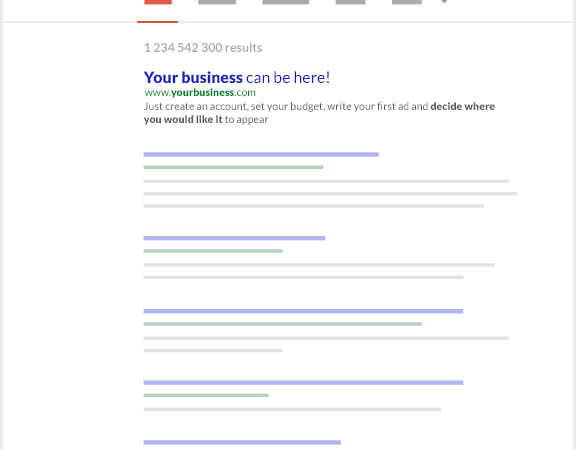 1 234 542 300 results
Your business can be here!
www.yourbusiness.com
Just create an account, set your budget, write your first ad and decide where
you would like it to appear